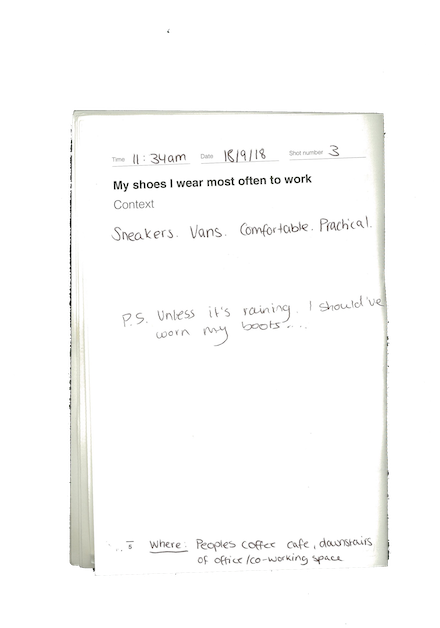 Time 11:34am Date 18/9/18 Shot number 3
My shoes I wear most often to work
Context
Sneakers. Vans. Comfortable. Practical.
P.S. Unless it's raining. I should've
worn my boots...
5 Where: Peoples Coffee cafe, downstairs
of office/co-working space